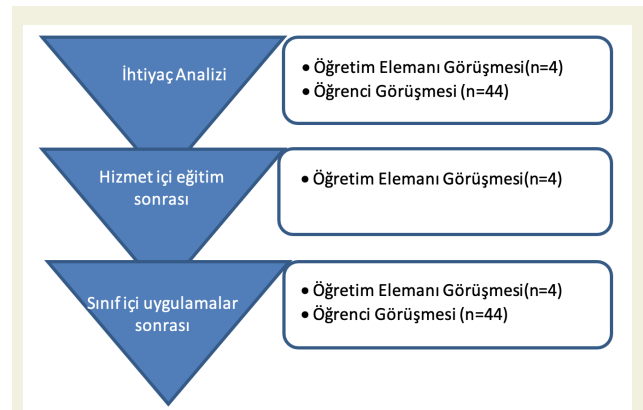 İhtiyaç Analizi
• Öğretim Elemanı Görüşmesi(n=4)
• Öğrenci Görüşmesi (n=44)
Hizmet içi eğitim
sonrası
• Öğretim Elemanı Görüşmesi(n=4)
Sınıf içi uygulamalar
sonrası
• Öğretim Elemanı Görüşmesi(n=4)
• Öğrenci Görüşmesi (n=44)